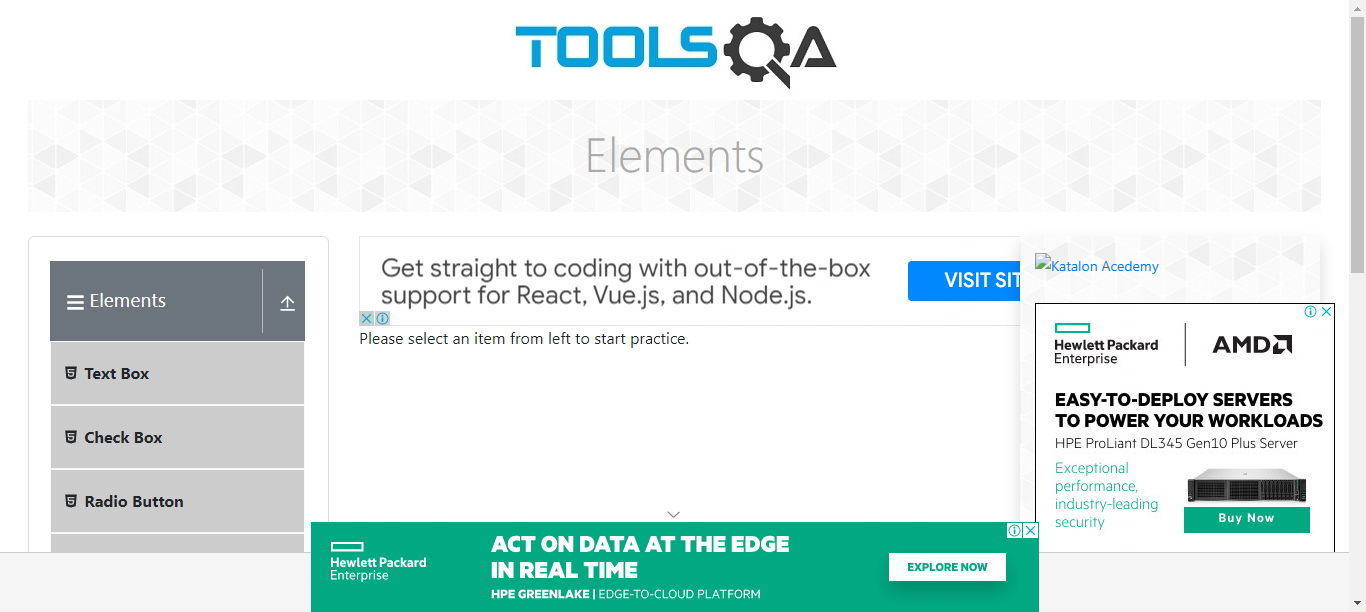 TOOLSQA
Elements
Elements
Text Box
Check Box
Radio Button
Get straight to coding with out-of-the-box
support for React, Vue.js, and Node.js.
VISIT SIT
Please select an item from left to start practice.
Katalon Acedemy
Hewlett Packard
Enterprise
AMD
EASY-TO-DEPLOY SERVERS
TO POWER YOUR WORKLOADS
HPE ProLiant DL345 Gen10 Plus Server
Exceptional
performance,
industry-leading
security
Buy Now
Hewlett Packard
Enterprise
ACT ON DATA AT THE EDGE
IN REAL TIME
HPE GREENLAKE | EDGE-TO-CLOUD PLATFORM
EXPLORE NOW